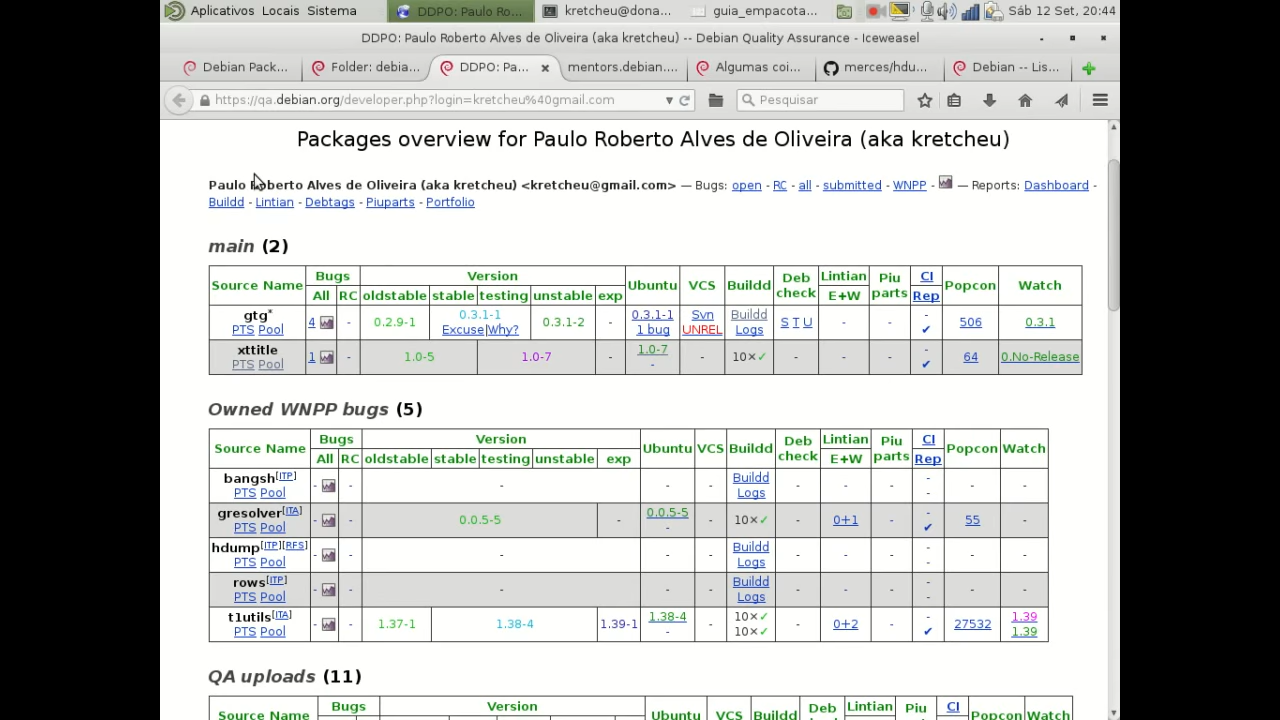 Aplicativos Locais Sistema DDPO: Paulo Ro... kretcheu@dona... guia_empacota... Sáb 12 Set, 20:44
DDPO: Paulo Roberto Alves de Oliveira (aka kretcheu) -- Debian Quality Assurance - Iceweasel
Debian Pack... Folder: debia... DDPO: Pa... mentors.debian.... Algumas coi... merces/hdu... Debian -- Lis...
https://qa.debian.org/developer.php?login=kretcheu%40gmail.com Pesquisar
Packages overview for Paulo Roberto Alves de Oliveira (aka kretcheu)
Paulo Roberto Alves de Oliveira (aka kretcheu) <kretcheu@gmail.com> — Bugs: open - RC - all - submitted - WNPP - — Reports: Dashboard -
Buildd - Lintian - Debtags - Piuparts - Portfolio
main (2)
Source Name Bugs Version Ubuntu VCS Buildd Deb check Lintian Piu parts CI Popcon Watch
All RC oldstable stable testing unstable exp E+W Rep
gtg* 4 - 0.2.9-1 0.3.1-1 0.3.1-2 - 0.3.1-1 Svn Buildd S T U - - - 506 0.3.1
PTS Pool Excuse|Why? 1 bug UNREL Logs ✔
xttitle 1 - 1.0-5 1.0-7 - 1.0-7 - 10×✓ - - - - 64 0.No-Release
PTS Pool - ✔
Owned WNPP bugs (5)
Source Name Bugs Version Ubuntu VCS Buildd Deb check Lintian Piu parts CI Popcon Watch
All RC oldstable stable testing unstable exp E+W Rep
bangsh[ITP] - - - - - Buildd - - - - - -
PTS Pool Logs -
gresolver[ITA] - - 0.0.5-5 - 0.0.5-5 - 10×✓ - 0+1 - - 55 -
PTS Pool - ✔
hdump[ITP][RFS] - - - - - Buildd - - - - - -
PTS Pool Logs -
rows[ITP] - - - - - Buildd - - - - - -
PTS Pool Logs -
t1utils[ITA] - - 1.37-1 1.38-4 1.39-1 1.38-4 - 10×✓ - 0+2 - - 27532 1.39
PTS Pool - 10×✓ ✔ 1.39
QA uploads (11)
Source Name Bugs Version Ubuntu VCS Buildd Deb Lintian Piu CI Popcon Watch